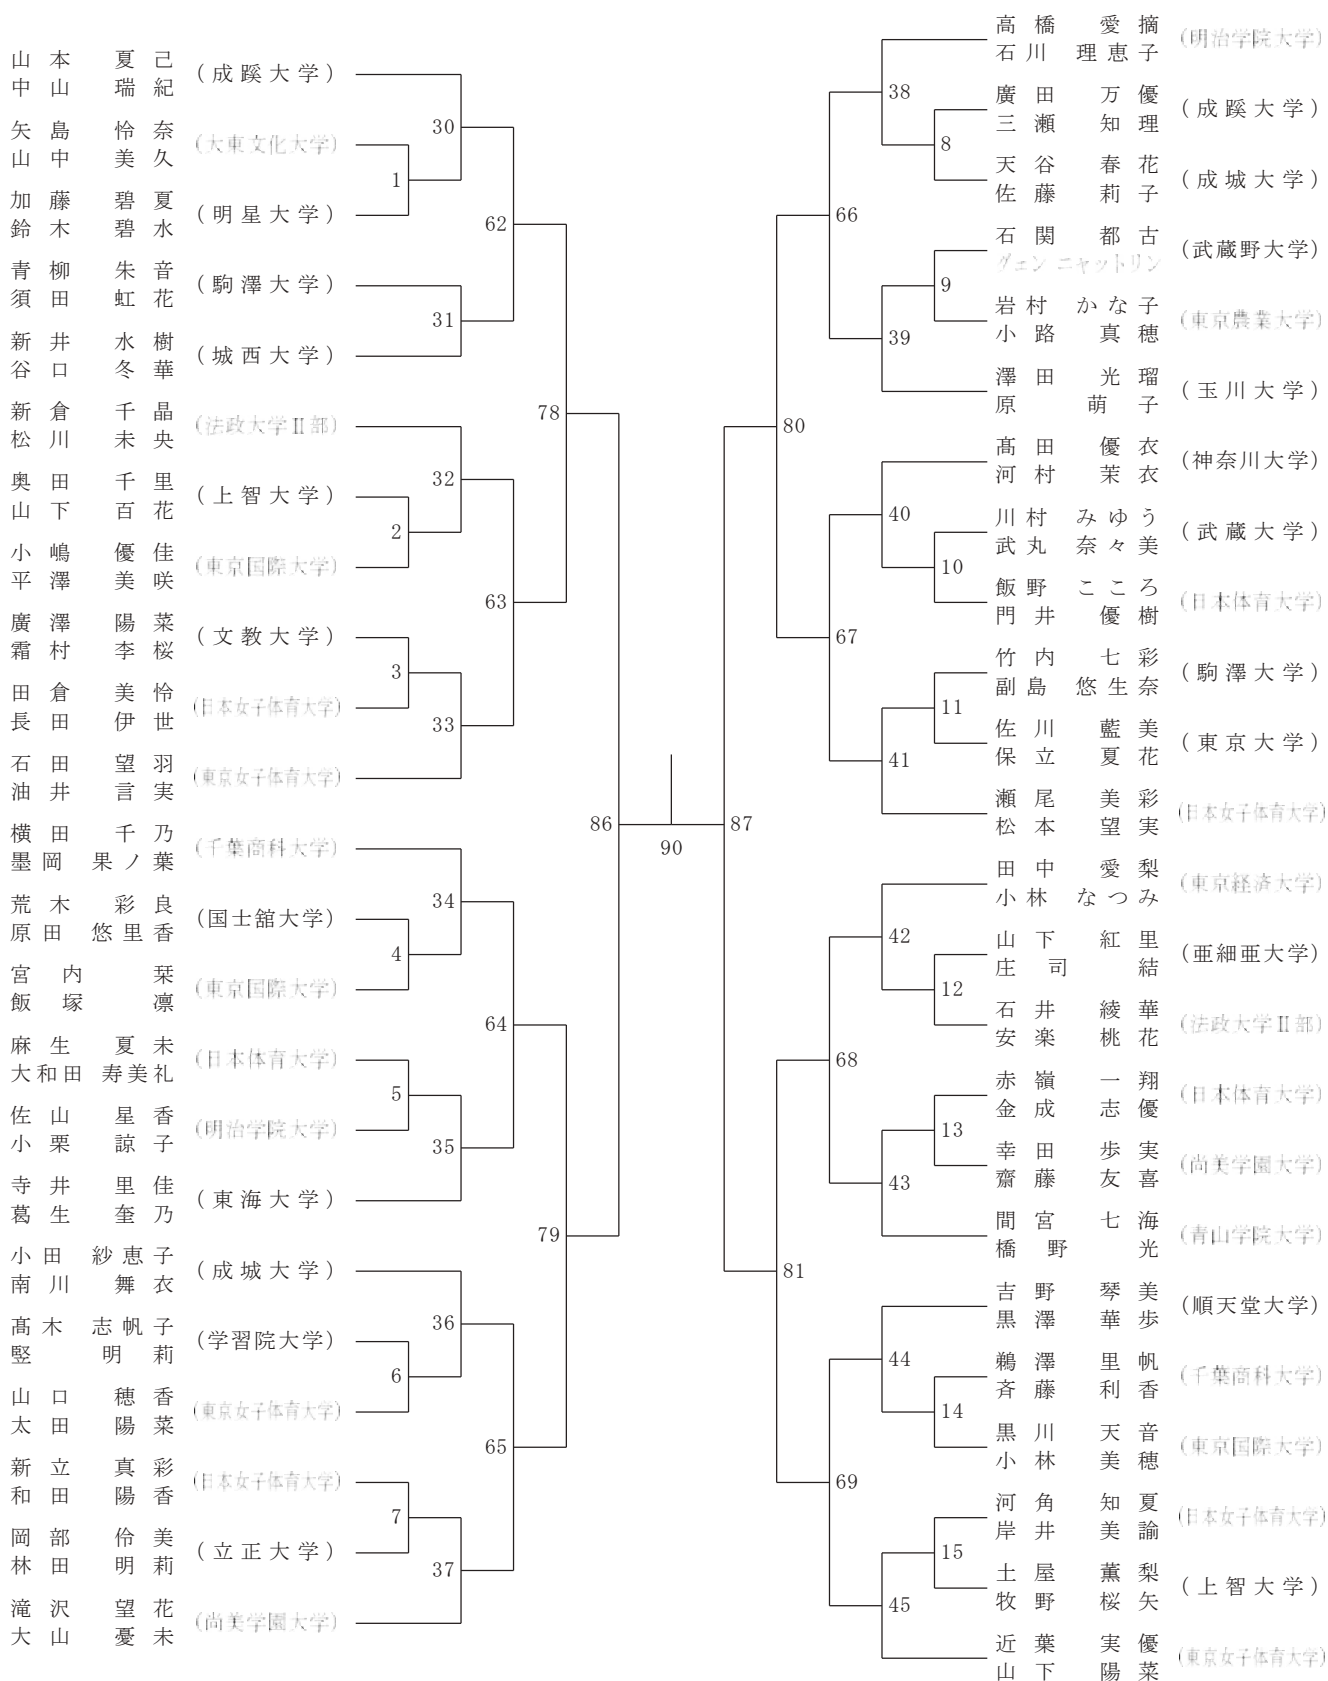 山本 夏己
中山 瑞紀
(成蹊大学)
矢島 怜奈
山中 美久
(大東文化大学)
加藤 碧夏
鈴木 碧水
(明星大学)
青柳 朱音
須田 虹花
(駒澤大学)
新井 水樹
谷口 冬華
(城西大学)
新倉 千晶
松川 未央
(法政大学Ⅱ部)
奥田 千里
山下 百花
(上智大学)
小嶋 優佳
平澤 美咲
(東京国際大学)
廣澤 陽菜
霜村 李桜
(文教大学)
田倉 美怜
長田 伊世
(日本女子体育大学)
石田 望羽
油井 言実
(東京女子体育大学)
横田 千乃
墨岡 果ノ葉
(千葉商科大学)
荒木 彩良
原田 悠里香
(国士舘大学)
宮内 栞
飯塚 凛
(東京国際大学)
麻生 夏未
大和田 寿美礼
(日本体育大学)
佐山 星香
小栗 諒子
(明治学院大学)
寺井 里佳
葛生 奎乃
(東海大学)
小田 紗恵子
南川 舞衣
(成城大学)
髙木 志帆子
堅 明莉
(学習院大学)
山口 穂香
太田 陽菜
(東京女子体育大学)
新立 真彩
和田 陽香
(日本女子体育大学)
岡部 伶美
林田 明莉
(立正大学)
滝沢 望花
大山 憂未
(尚美学園大学)
1
2
3
4
5
6
7
30
31
32
33
34
35
36
37
62
63
64
65
78
79
86
90
87
80
81
66
67
68
69
38
39
40
41
42
43
44
45
8
9
10
11
12
13
14
15
高橋 愛摘
石川 理恵子
(明治学院大学)
廣田 万優
三瀬 知理
(成蹊大学)
天谷 春花
佐藤 莉子
(成城大学)
石関 都古
グェン ニャットリン
(武蔵野大学)
岩村 かな子
小路 真穂
(東京農業大学)
澤田 光瑠
原 萌子
(玉川大学)
髙田 優衣
河村 茉衣
(神奈川大学)
川村 みゆう
武丸 奈々美
(武蔵大学)
飯野 こころ
門井 優樹
(日本体育大学)
竹内 七彩
副島 悠生奈
(駒澤大学)
佐川 藍美
保立 夏花
(東京大学)
瀬尾 美彩
松本 望実
(日本女子体育大学)
田中 愛梨
小林 なつみ
(東京経済大学)
山下 紅里
庄司 結
(亜細亜大学)
石井 綾華
安楽 桃花
(法政大学Ⅱ部)
赤嶺 一翔
金成 志優
(日本体育大学)
幸田 歩実
齋藤 友喜
(尚美学園大学)
間宮 七海
橋野 光
(青山学院大学)
吉野 琴美
黒澤 華歩
(順天堂大学)
鵜澤 里帆
斉藤 利香
(千葉商科大学)
黒川 天音
小林 美穂
(東京国際大学)
河角 知夏
岸井 美諭
(日本女子体育大学)
土屋 薫梨
牧野 桜矢
(上智大学)
近葉 実優
山下 陽菜
(東京女子体育大学)